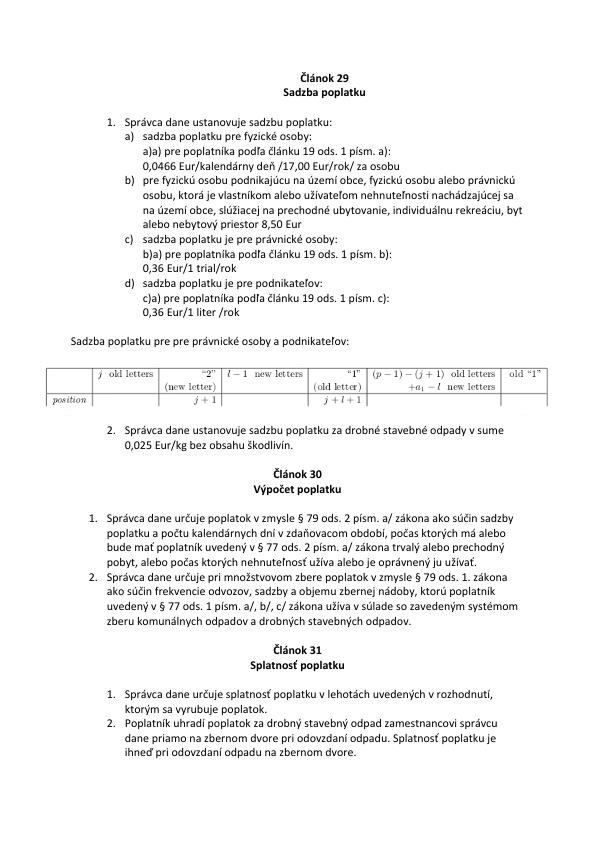 Článok 29
Sadzba poplatku
1. Správca dane ustanovuje sadzbu poplatku:
a) sadzba poplatku pre fyzické osoby:
a)a) pre poplatníka podľa článku 19 ods. 1 písm. a):
0,0466 Eur/kalendárny deň /17,00 Eur/rok/ za osobu
b) pre fyzickú osobu podnikajúcu na území obce, fyzickú osobu alebo právnickú
osobu, ktorá je vlastníkom alebo užívateľom nehnuteľnosti nachádzajúcej sa
na území obce, slúžiacej na prechodné ubytovanie, individuálnu rekreáciu, byt
alebo nebytový priestor 8,50 Eur
c) sadzba poplatku je pre právnické osoby:
b)a) pre poplatníka podľa článku 19 ods. 1 písm. b):
0,36 Eur/1 trial/rok
d) sadzba poplatku je pre podnikateľov:
c)a) pre poplatníka podľa článku 19 ods. 1 písm. c):
0,36 Eur/1 liter /rok
Sadzba poplatku pre pre právnické osoby a podnikateľov:
j old letters “2” l − 1 new letters “1” (p − 1) − (j + 1) old letters old “1”
(new letter) (old letter) +a₁ − l new letters
position j + 1 j + l + 1
2. Správca dane ustanovuje sadzbu poplatku za drobné stavebné odpady v sume
0,025 Eur/kg bez obsahu škodlivín.
Článok 30
Výpočet poplatku
1. Správca dane určuje poplatok v zmysle § 79 ods. 2 písm. a/ zákona ako súčin sadzby
poplatku a počtu kalendárnych dní v zdaňovacom období, počas ktorých má alebo
bude mať poplatník uvedený v § 77 ods. 2 písm. a/ zákona trvalý alebo prechodný
pobyt, alebo počas ktorých nehnuteľnosť užíva alebo je oprávnený ju užívať.
2. Správca dane určuje pri množstvovom zbere poplatok v zmysle § 79 ods. 1. zákona
ako súčin frekvencie odvozov, sadzby a objemu zbernej nádoby, ktorú poplatník
uvedený v § 77 ods. 1 písm. a/, b/, c/ zákona užíva v súlade so zavedeným systémom
zberu komunálnych odpadov a drobných stavebných odpadov.
Článok 31
Splatnosť poplatku
1. Správca dane určuje splatnosť poplatku v lehotách uvedených v rozhodnutí,
ktorým sa vyrubuje poplatok.
2. Poplatník uhradí poplatok za drobný stavebný odpad zamestnancovi správcu
dane priamo na zbernom dvore pri odovzdaní odpadu. Splatnosť poplatku je
ihneď pri odovzdaní odpadu na zbernom dvore.